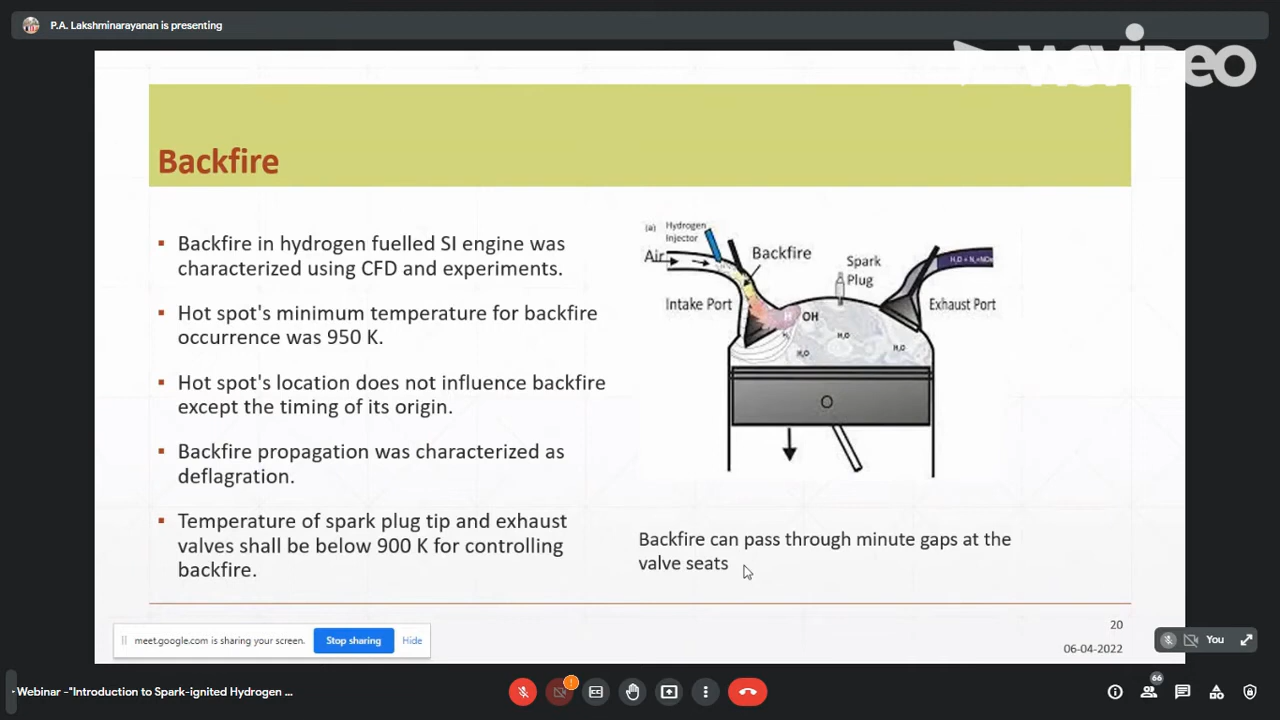 P.A. Lakshminarayanan is presenting
WeVideo
Backfire
▪ Backfire in hydrogen fuelled SI engine was
characterized using CFD and experiments.
▪ Hot spot's minimum temperature for backfire
occurrence was 950 K.
▪ Hot spot's location does not influence backfire
except the timing of its origin.
▪ Backfire propagation was characterized as
deflagration.
▪ Temperature of spark plug tip and exhaust
valves shall be below 900 K for controlling
backfire.
(a)
Hydrogen
Injector
Air
Backfire
Spark
Plug
Intake Port
Exhaust Port
H
OH
H₂O
H₂O
H₂O
Backfire can pass through minute gaps at the
valve seats
20
06-04-2022
meet.google.com is sharing your screen.
Stop sharing
Hide
You
Webinar -"Introduction to Spark-ignited Hydrogen ...
66